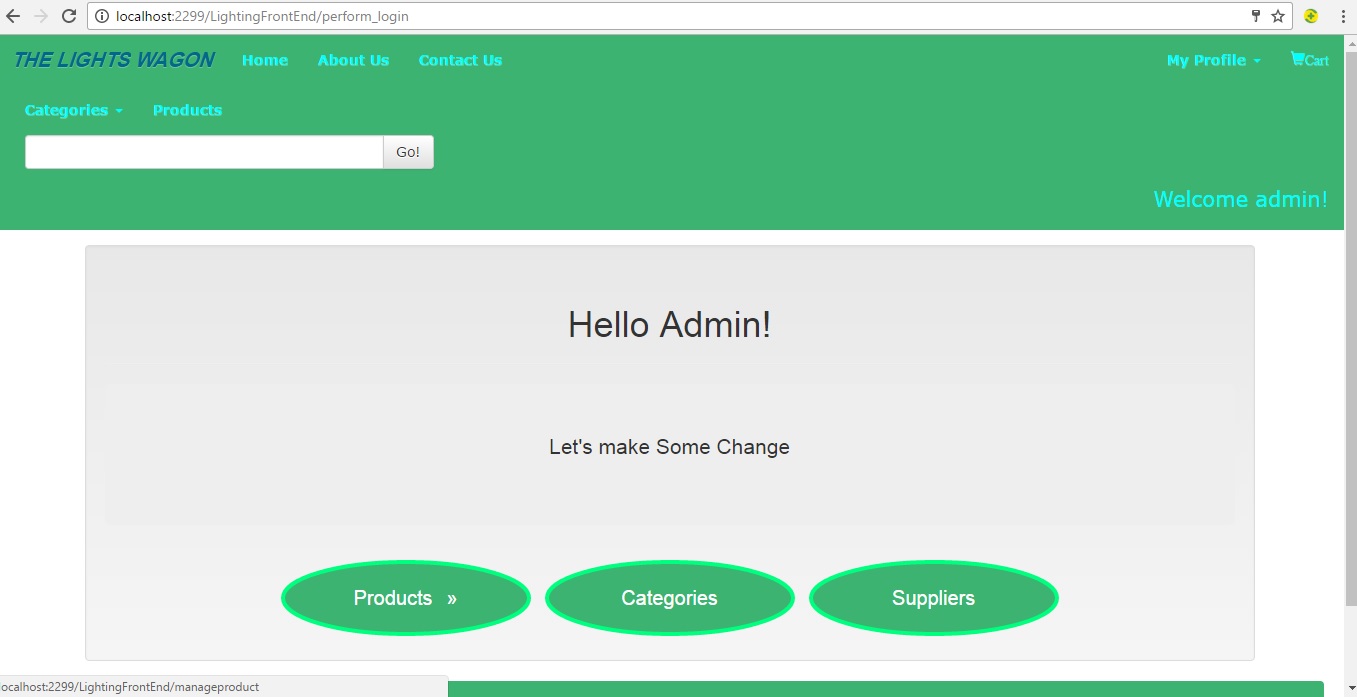 localhost:2299/LightingFrontEnd/perform_login
THE LIGHTS WAGON Home About Us Contact Us My Profile Cart
Categories Products
Go!
Welcome admin!
Hello Admin!
Let's make Some Change
Products » Categories Suppliers
ocalhost:2299/LightingFrontEnd/manageproduct